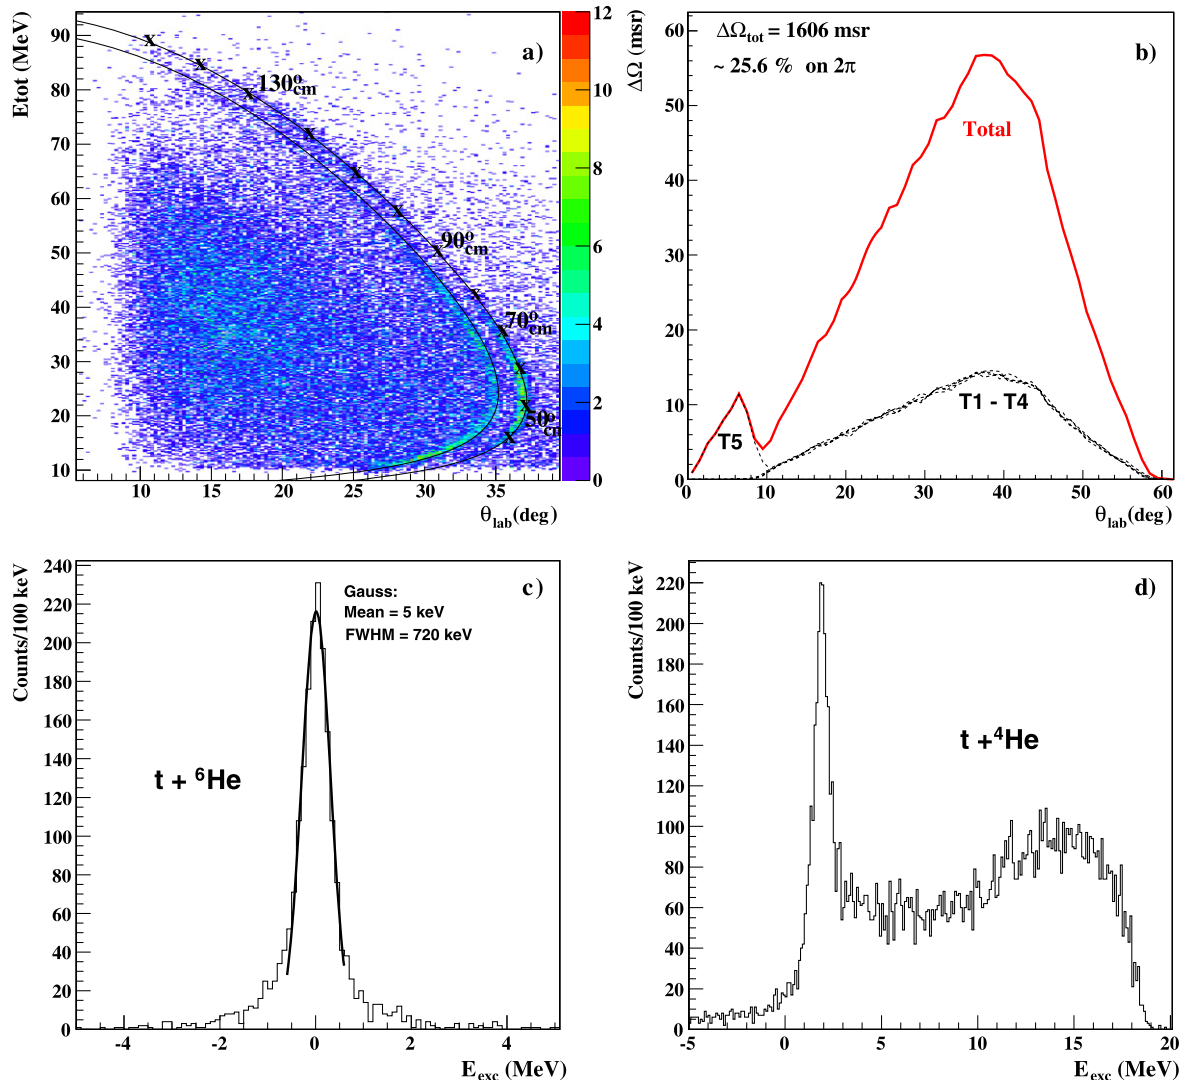 Etot (MeV)
90
80
70
60
50
40
30
20
10
a)
130°cm
90°cm
70°cm
50°cm
x x x x x x x x x x x x
10 15 20 25 30 35
θlab(deg)
12
10
8
6
4
2
0
ΔΩ (msr)
60
50
40
30
20
10
0
ΔΩtot = 1606 msr
~ 25.6 % on 2π
b)
Total
T1 - T4
T5
0 10 20 30 40 50 60
θlab(deg)
Counts/100 keV
240
220
200
180
160
140
120
100
80
60
40
20
0
c)
Gauss:
Mean = 5 keV
FWHM = 720 keV
t + ⁶He
-4 -2 0 2 4
Eexc (MeV)
Counts/100 keV
220
200
180
160
140
120
100
80
60
40
20
0
d)
t +⁴He
-5 0 5 10 15 20
Eexc (MeV)